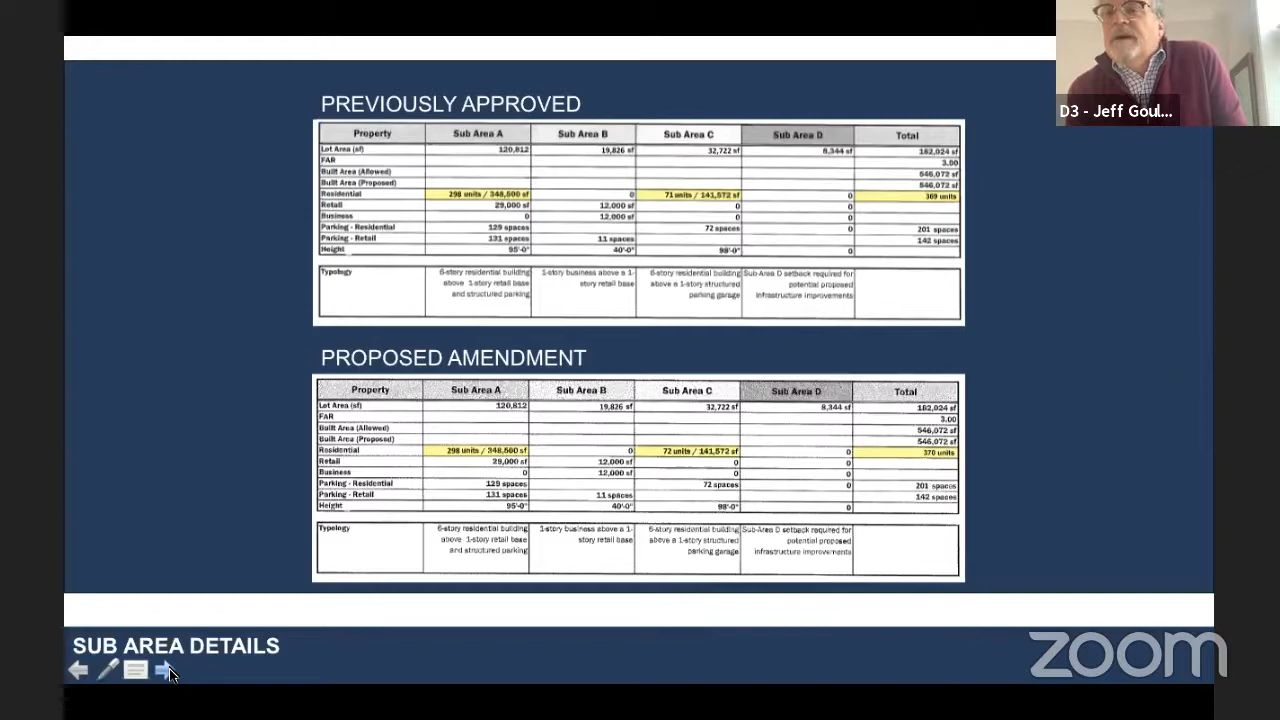 D3 - Jeff Goul...
PREVIOUSLY APPROVED
Property Sub Area A Sub Area B Sub Area C Sub Area D Total
Lot Area (sf) 120,812 19,826 sf 32,722 sf 8,344 sf 182,024 sf
FAR 3.00
Built Area (Allowed) 546,072 sf
Built Area (Proposed) 546,072 sf
Residential 298 units / 348,500 sf 0 71 units / 141,572 sf 0 369 units
Retail 29,000 sf 12,000 sf 0 0
Business 0 12,000 sf 0 0
Parking - Residential 129 spaces 72 spaces 0 201 spaces
Parking - Retail 131 spaces 11 spaces 142 spaces
Height 95'-0" 40'-0" 98'-0" 0
Typology 6-story residential building 1-story business above a 1- 6-story residential building Sub-Area D setback required for
above 1-story retail base story retail base above a 1-story structured potential proposed
and structured parking parking garage infrastructure improvements
PROPOSED AMENDMENT
Property Sub Area A Sub Area B Sub Area C Sub Area D Total
Lot Area (sf) 120,812 19,826 sf 32,722 sf 8,344 sf 182,024 sf
FAR 3.00
Built Area (Allowed) 546,072 sf
Built Area (Proposed) 546,072 sf
Residential 298 units / 348,500 sf 0 72 units / 141,572 sf 0 370 units
Retail 29,000 sf 12,000 sf 0 0
Business 0 12,000 sf 0 0
Parking - Residential 129 spaces 72 spaces 0 201 spaces
Parking - Retail 131 spaces 11 spaces 142 spaces
Height 95'-0" 40'-0" 98'-0" 0
Typology 6-story residential building 1-story business above a 1- 6-story residential building Sub-Area D setback required for
above 1-story retail base story retail base above a 1-story structured potential proposed
and structured parking parking garage infrastructure improvements
SUB AREA DETAILS
zoom